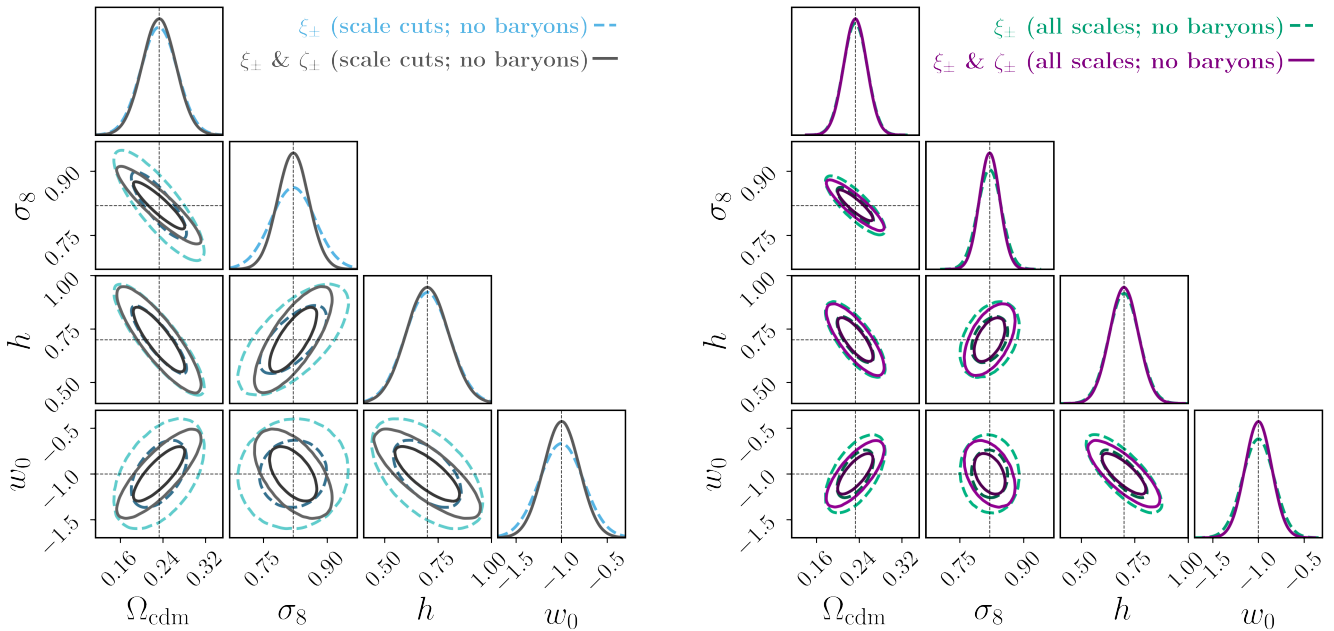 ξ± (scale cuts; no baryons)
ξ± & ζ± (scale cuts; no baryons)
σ8
0.90
0.75
h
1.00
0.75
0.50
w0
−0.5
−1.0
−1.5
0.16
0.24
0.32
Ωcdm
0.75
0.90
σ8
0.75
1.00
h
−1.5
−1.0
−0.5
w0
ξ± (all scales; no baryons)
ξ± & ζ± (all scales; no baryons)
σ8
0.90
0.75
h
1.00
0.75
0.50
w0
−0.5
−1.0
−1.5
0.16
0.24
0.32
Ωcdm
0.75
0.90
σ8
0.75
1.00
h
−1.5
−1.0
−0.5
w0